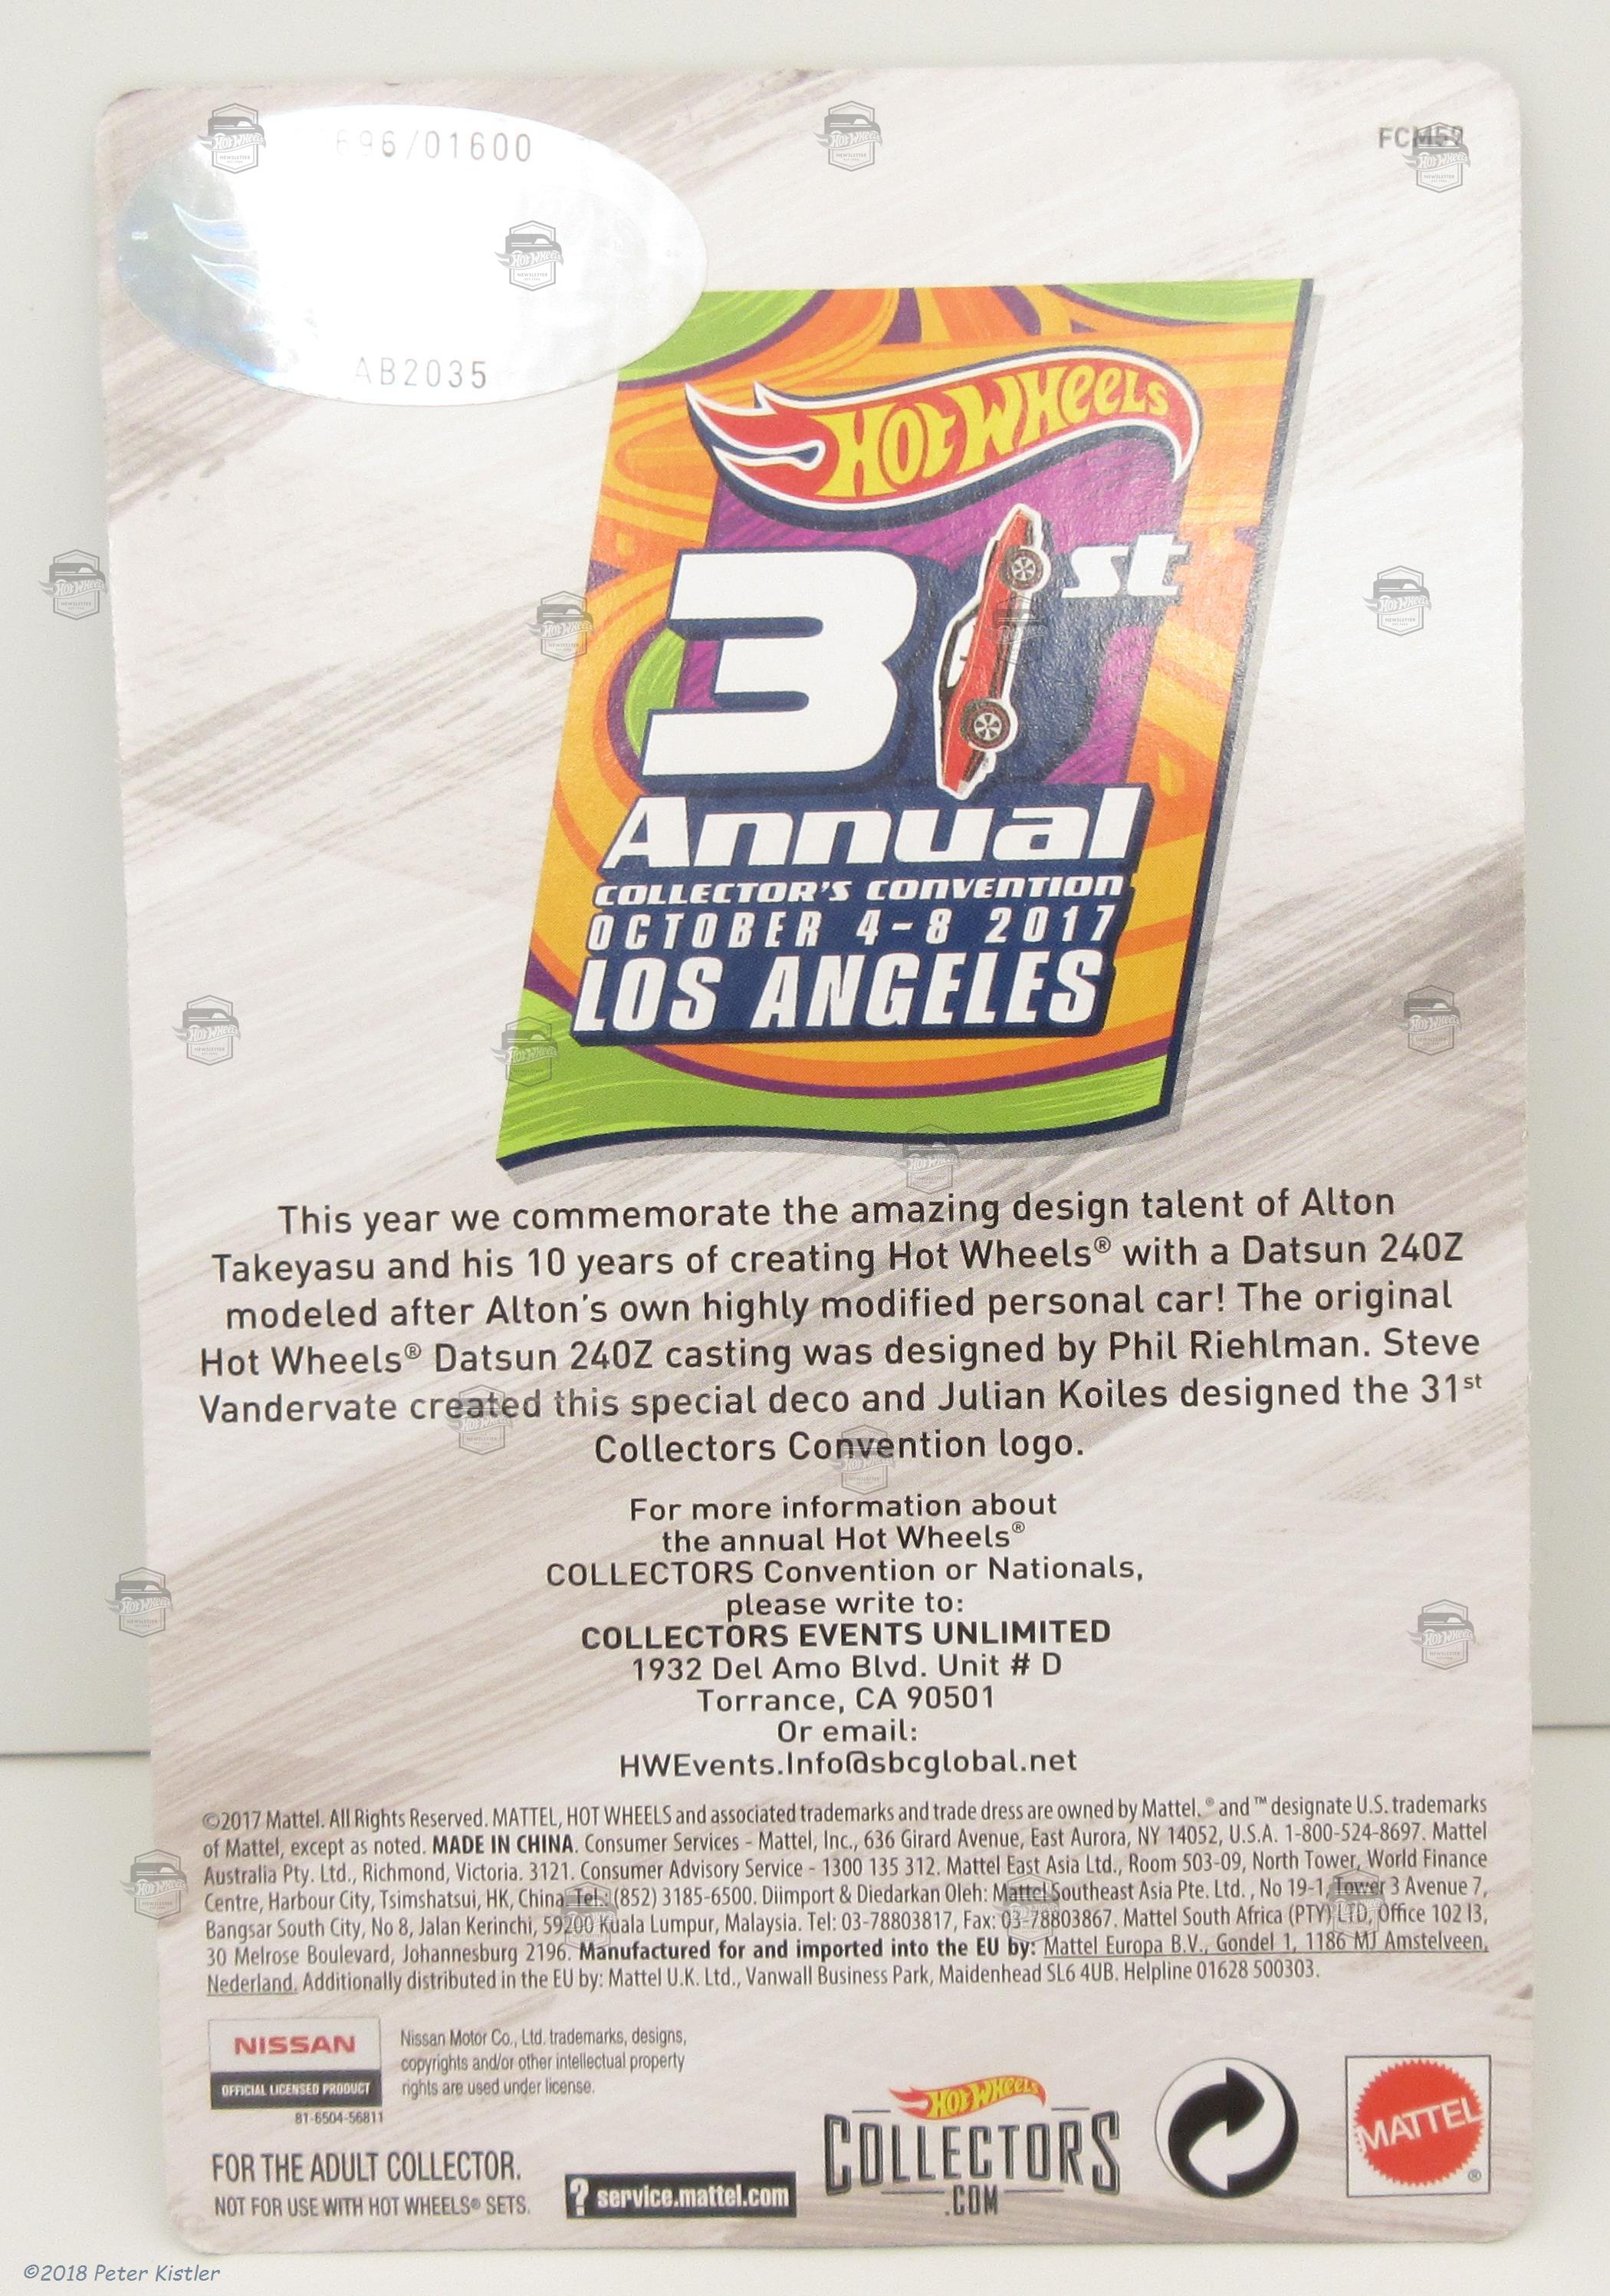 96/01600
AB2035
HOT WHEELS
31st
Annual
COLLECTOR'S CONVENTION
OCTOBER 4-8 2017
LOS ANGELES
This year we commemorate the amazing design talent of Alton
Takeyasu and his 10 years of creating Hot Wheels® with a Datsun 240Z
modeled after Alton's own highly modified personal car! The original
Hot Wheels® Datsun 240Z casting was designed by Phil Riehlman. Steve
Vandervate created this special deco and Julian Koiles designed the 31st
Collectors Convention logo.
For more information about
the annual Hot Wheels®
COLLECTORS Convention or Nationals,
please write to:
COLLECTORS EVENTS UNLIMITED
1932 Del Amo Blvd. Unit # D
Torrance, CA 90501
Or email:
HWEvents.Info@sbcglobal.net
©2017 Mattel. All Rights Reserved. MATTEL, HOT WHEELS and associated trademarks and trade dress are owned by Mattel. ® and ™ designate U.S. trademarks
of Mattel, except as noted. MADE IN CHINA. Consumer Services - Mattel, Inc., 636 Girard Avenue, East Aurora, NY 14052, U.S.A. 1-800-524-8697. Mattel
Australia Pty. Ltd., Richmond, Victoria. 3121. Consumer Advisory Service - 1300 135 312. Mattel East Asia Ltd., Room 503-09, North Tower, World Finance
Centre, Harbour City, Tsimshatsui, HK, China. Tel.: (852) 3185-6500. Diimport & Diedarkan Oleh: Mattel Southeast Asia Pte. Ltd. , No 19-1, Tower 3 Avenue 7,
Bangsar South City, No 8, Jalan Kerinchi, 59200 Kuala Lumpur, Malaysia. Tel: 03-78803817, Fax: 03-78803867. Mattel South Africa (PTY) LTD, Office 102 I3,
30 Melrose Boulevard, Johannesburg 2196. Manufactured for and imported into the EU by: Mattel Europa B.V., Gondel 1, 1186 MJ Amstelveen,
Nederland. Additionally distributed in the EU by: Mattel U.K. Ltd., Vanwall Business Park, Maidenhead SL6 4UB. Helpline 01628 500303.
NISSAN
OFFICIAL LICENSED PRODUCT
81-6504-56811
Nissan Motor Co., Ltd. trademarks, designs,
copyrights and/or other intellectual property
rights are used under license.
FOR THE ADULT COLLECTOR.
NOT FOR USE WITH HOT WHEELS® SETS.
? service.mattel.com
HOT WHEELS
COLLECTORS
.COM
MATTEL
®
©2018 Peter Kistler